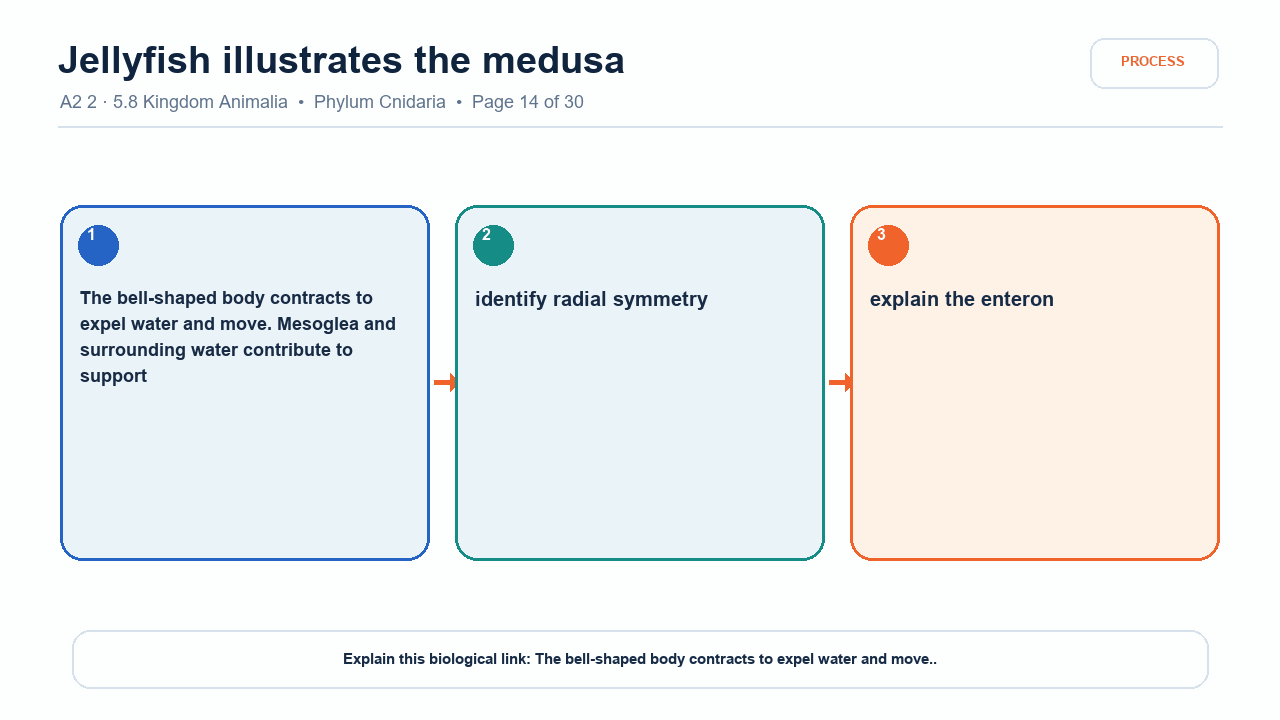 Jellyfish illustrates the medusa
PROCESS
A2 2 · 5.8 Kingdom Animalia • Phylum Cnidaria • Page 14 of 30
1
The bell-shaped body contracts to
expel water and move. Mesoglea and
surrounding water contribute to
support
2
identify radial symmetry
3
explain the enteron
Explain this biological link: The bell-shaped body contracts to expel water and move..